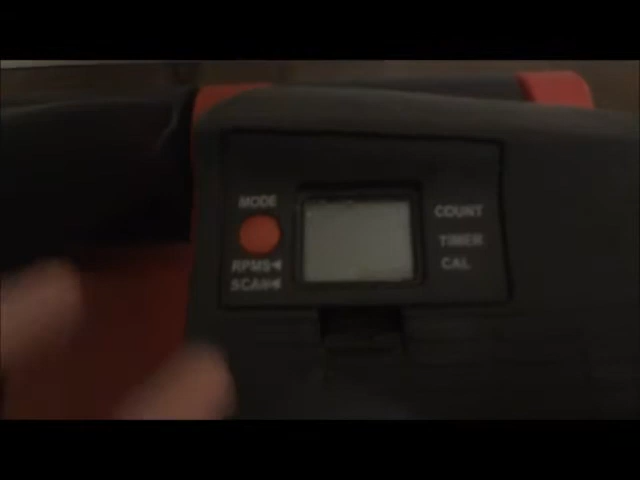 MODE
RPMS◄
SCAN◄
COUNT
TIMER
CAL